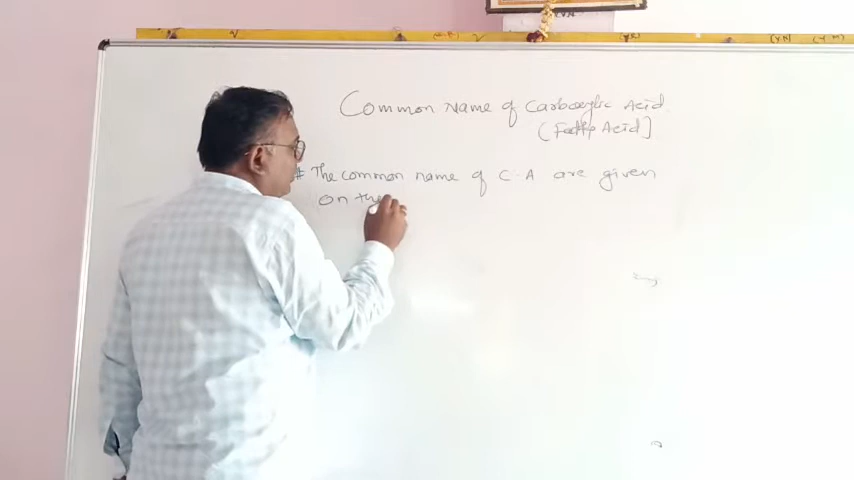 Common Name of Carboxylic Acid
(Fatty Acid]
# The common name of C.A are given
on the